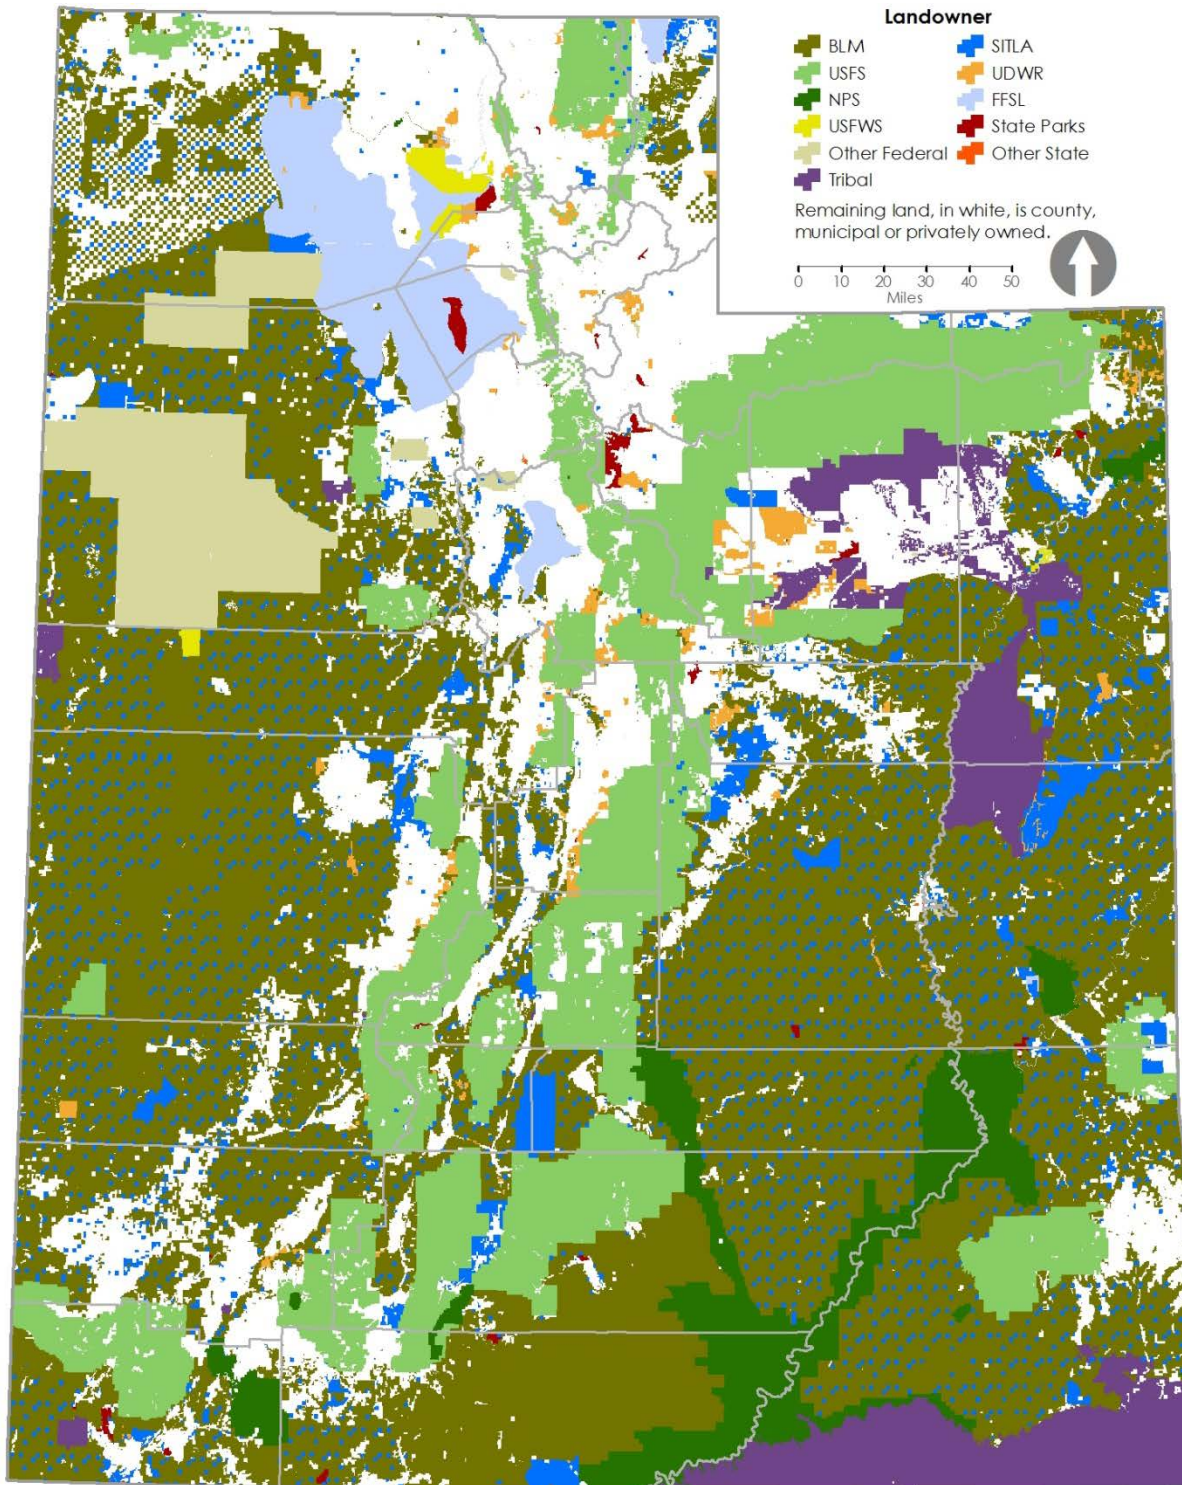 Landowner
BLM
USFS
NPS
USFWS
Other Federal
Tribal
SITLA
UDWR
FFSL
State Parks
Other State
Remaining land, in white, is county,
municipal or privately owned.
0 10 20 30 40 50
Miles